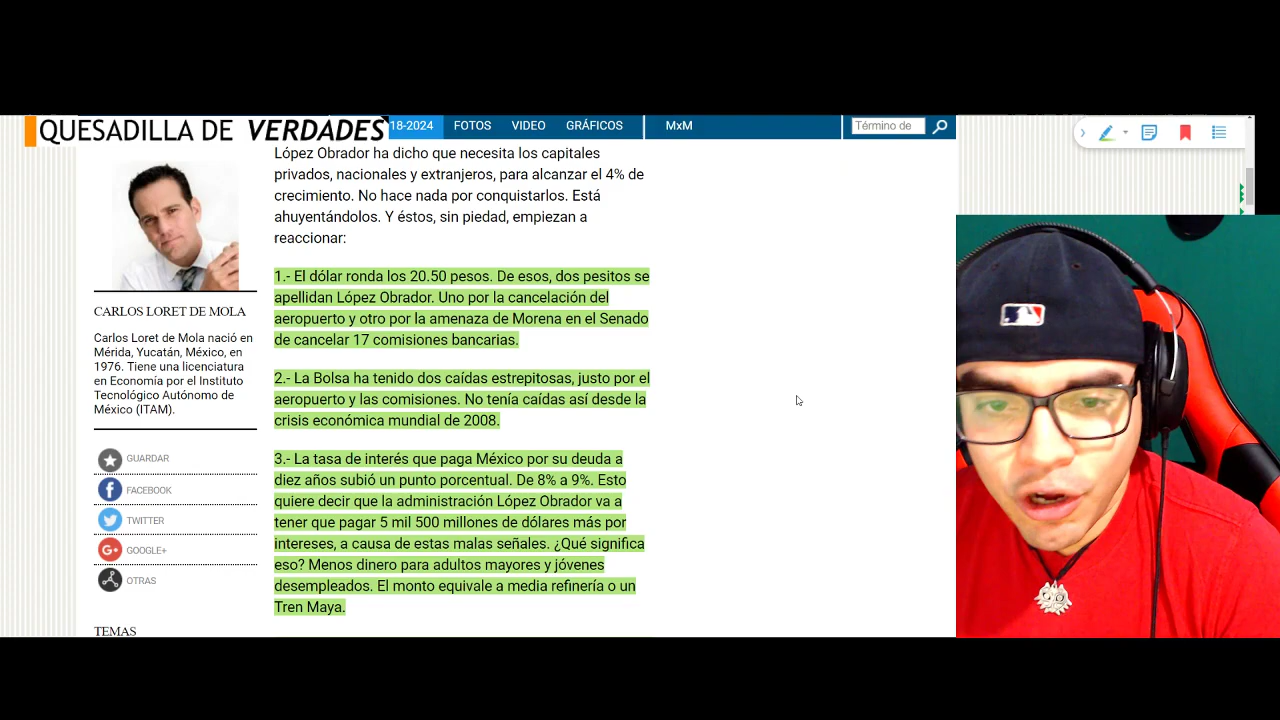 QUESADILLA DE VERDADES
18-2024 FOTOS VIDEO GRÁFICOS MxM Término de
López Obrador ha dicho que necesita los capitales
privados, nacionales y extranjeros, para alcanzar el 4% de
crecimiento. No hace nada por conquistarlos. Está
ahuyentándolos. Y éstos, sin piedad, empiezan a
reaccionar:
1.- El dólar ronda los 20.50 pesos. De esos, dos pesitos se
apellidan López Obrador. Uno por la cancelación del
aeropuerto y otro por la amenaza de Morena en el Senado
de cancelar 17 comisiones bancarias.
2.- La Bolsa ha tenido dos caídas estrepitosas, justo por el
aeropuerto y las comisiones. No tenía caídas así desde la
crisis económica mundial de 2008.
3.- La tasa de interés que paga México por su deuda a
diez años subió un punto porcentual. De 8% a 9%. Esto
quiere decir que la administración López Obrador va a
tener que pagar 5 mil 500 millones de dólares más por
intereses, a causa de estas malas señales. ¿Qué significa
eso? Menos dinero para adultos mayores y jóvenes
desempleados. El monto equivale a media refinería o un
Tren Maya.
CARLOS LORET DE MOLA
Carlos Loret de Mola nació en
Mérida, Yucatán, México, en
1976. Tiene una licenciatura
en Economía por el Instituto
Tecnológico Autónomo de
México (ITAM).
GUARDAR
FACEBOOK
TWITTER
GOOGLE+
OTRAS
TEMAS